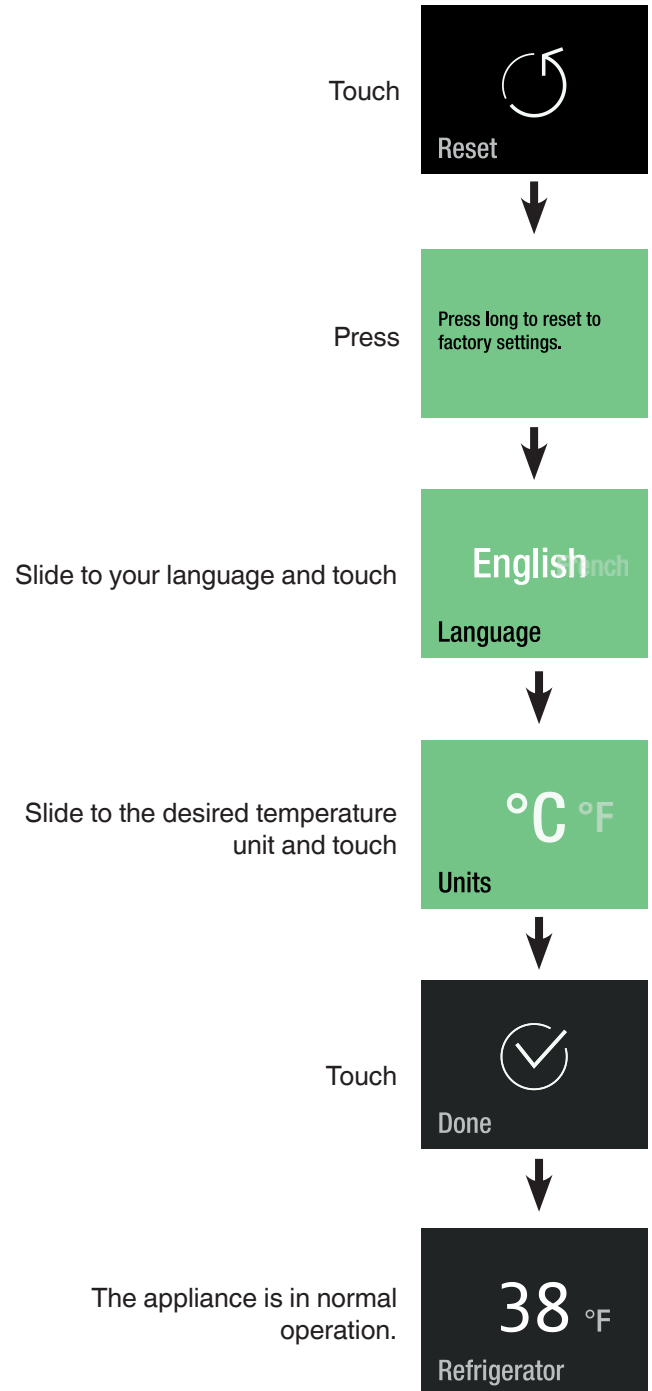 Touch
Reset
Press
Press long to reset to
factory settings.
Slide to your language and touch
English French
Language
Slide to the desired temperature
unit and touch
°C °F
Units
Touch
Done
The appliance is in normal
operation.
38 °F
Refrigerator